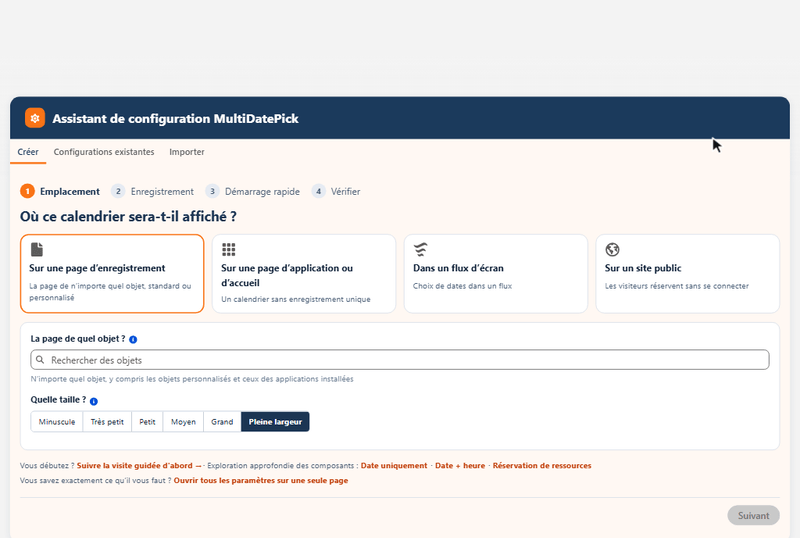 Assistant de configuration MultiDatePick
Créer Configurations existantes Importer
1 Emplacement 2 Enregistrement 3 Démarrage rapide 4 Vérifier
Où ce calendrier sera-t-il affiché ?
Sur une page d’enregistrement
La page de n’importe quel objet, standard ou
personnalisé
Sur une page d’application ou
d’accueil
Un calendrier sans enregistrement unique
Dans un flux d’écran
Choix de dates dans un flux
Sur un site public
Les visiteurs réservent sans se connecter
La page de quel objet ?
Rechercher des objets
N’importe quel objet, y compris les objets personnalisés et ceux des applications installées
Quelle taille ?
Minuscule Très petit Petit Moyen Grand Pleine largeur
Vous débutez ? Suivre la visite guidée d’abord → · Exploration approfondie des composants : Date uniquement · Date + heure · Réservation de ressources
Vous savez exactement ce qu’il vous faut ? Ouvrir tous les paramètres sur une seule page
Suivant